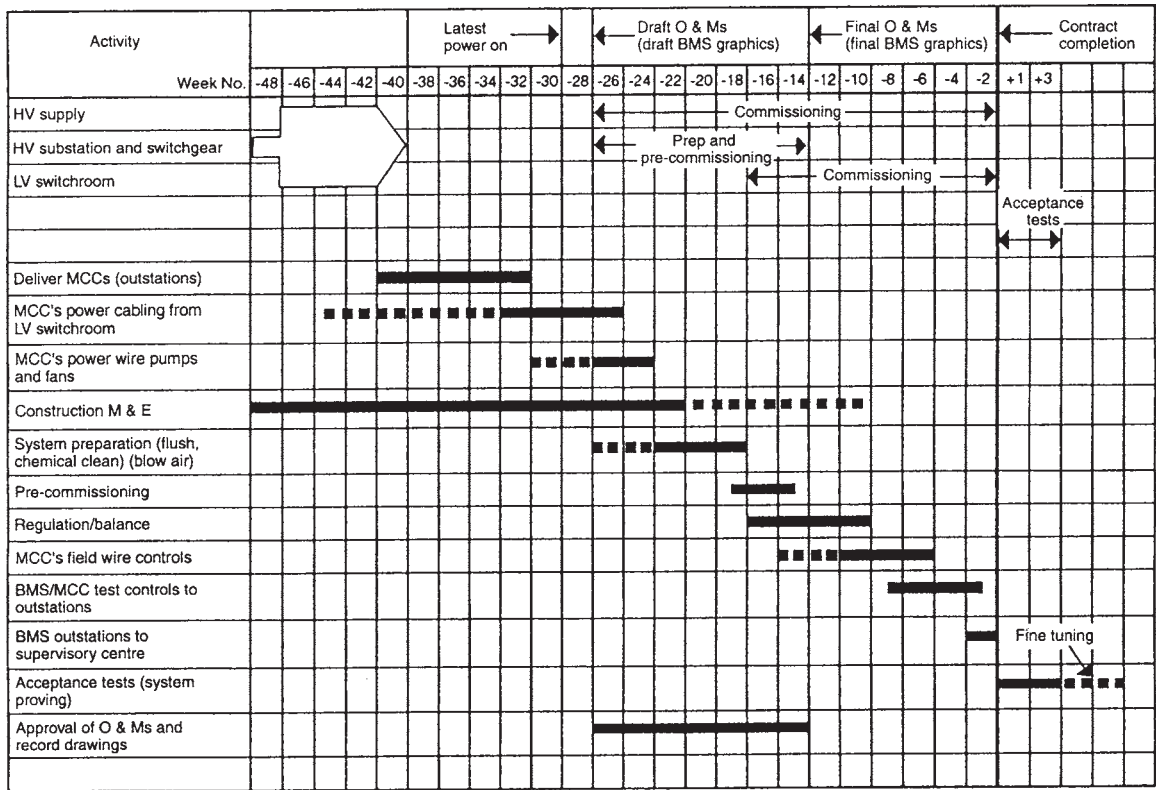 Activity
Latest
power on
Draft O & Ms
(draft BMS graphics)
Final O & Ms
(final BMS graphics)
Contract
completion
Week No. -48 -46 -44 -42 -40 -38 -36 -34 -32 -30 -28 -26 -24 -22 -20 -18 -16 -14 -12 -10 -8 -6 -4 -2 +1 +3
HV supply
Commissioning
HV substation and switchgear
Prep and
pre-commissioning
LV switchroom
Commissioning
Acceptance
tests
Deliver MCCs (outstations)
MCC's power cabling from
LV switchroom
MCC's power wire pumps
and fans
Construction M & E
System preparation (flush,
chemical clean) (blow air)
Pre-commissioning
Regulation/balance
MCC's field wire controls
BMS/MCC test controls to
outstations
BMS outstations to
supervisory centre
Fine tuning
Acceptance tests (system
proving)
Approval of O & Ms and
record drawings